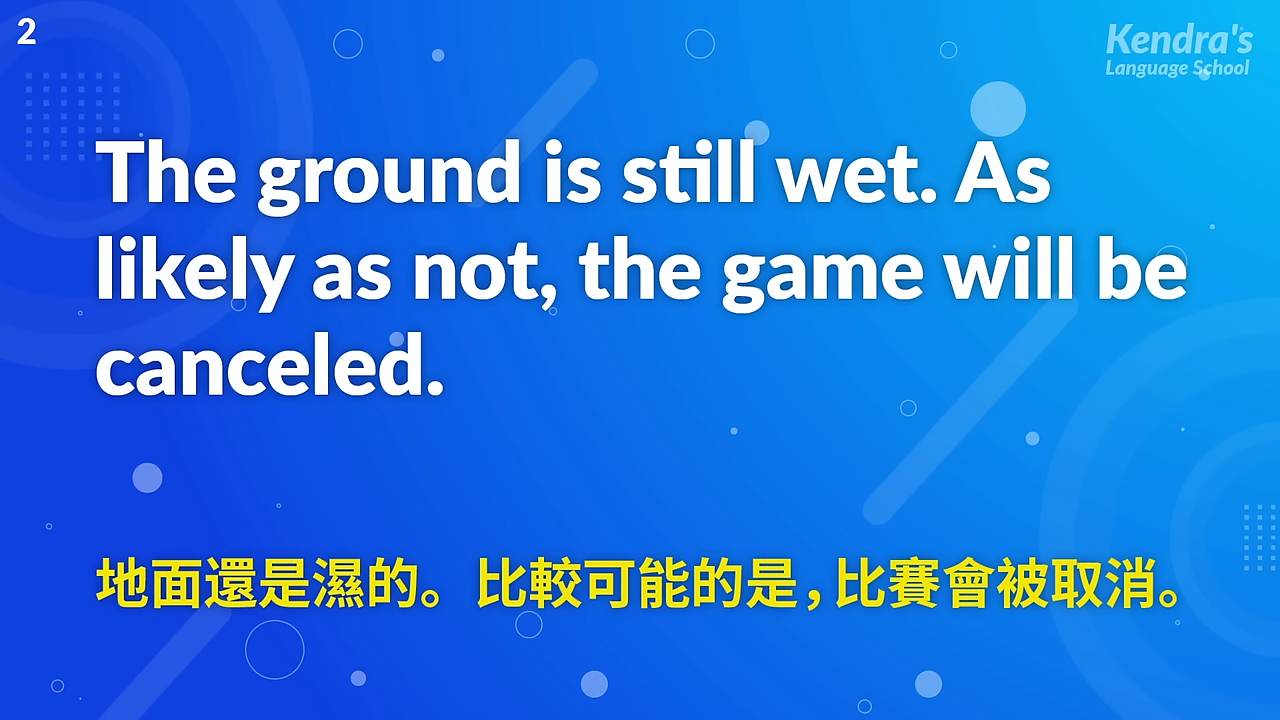 2
Kendra's
Language School
The ground is still wet. As
likely as not, the game will be
canceled.
地面還是濕的。比較可能的是,比賽會被取消。